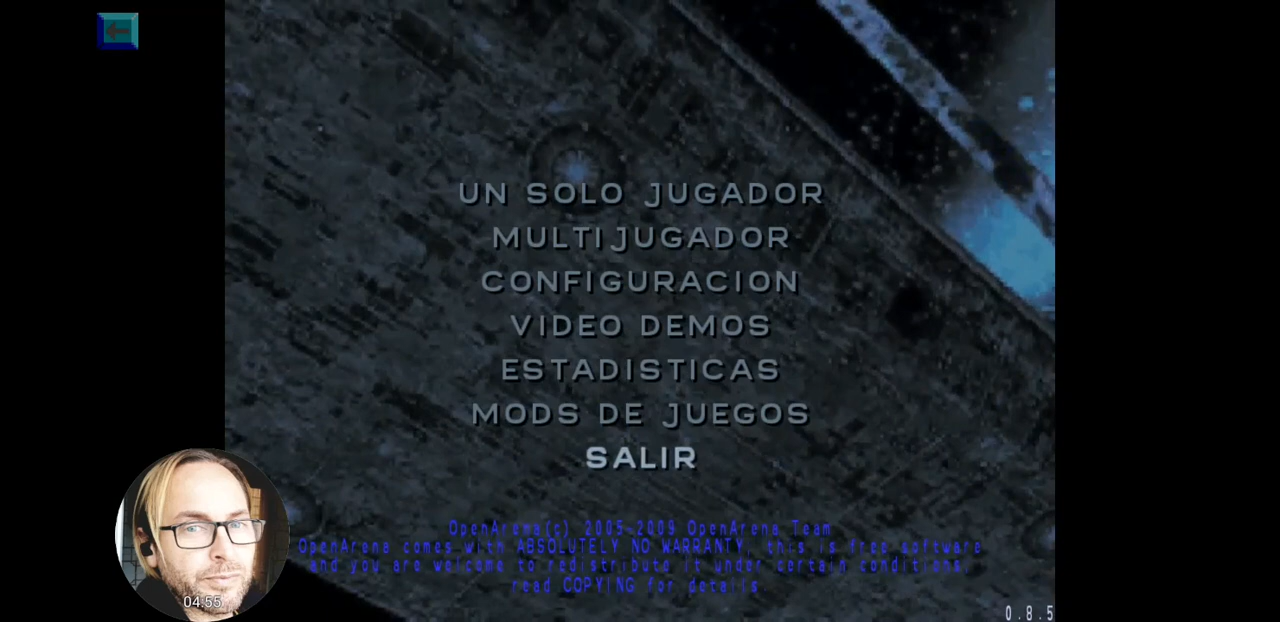 UN SOLO JUGADOR
MULTIJUGADOR
CONFIGURACION
VIDEO DEMOS
ESTADISTICAS
MODS DE JUEGOS
SALIR
OpenArena(c) 2005-2009 OpenArena Team
OpenArena comes with ABSOLUTELY NO WARRANTY, this is free software
and you are welcome to redistribute it under certain conditions,
read COPYING for details.
04:55
0.8.5